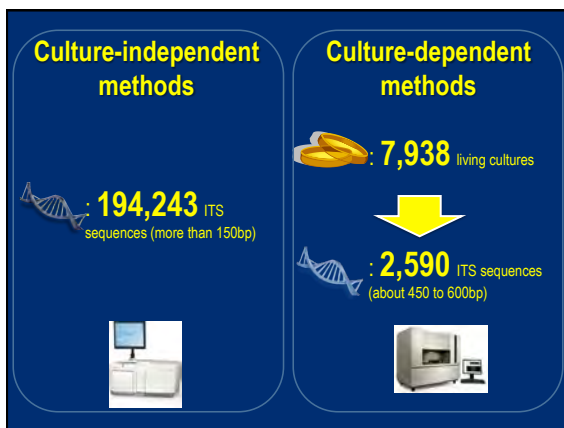 Culture-independent
methods
: 194,243 ITS
sequences (more than 150bp)
Culture-dependent
methods
: 7,938 living cultures
: 2,590 ITS sequences
(about 450 to 600bp)